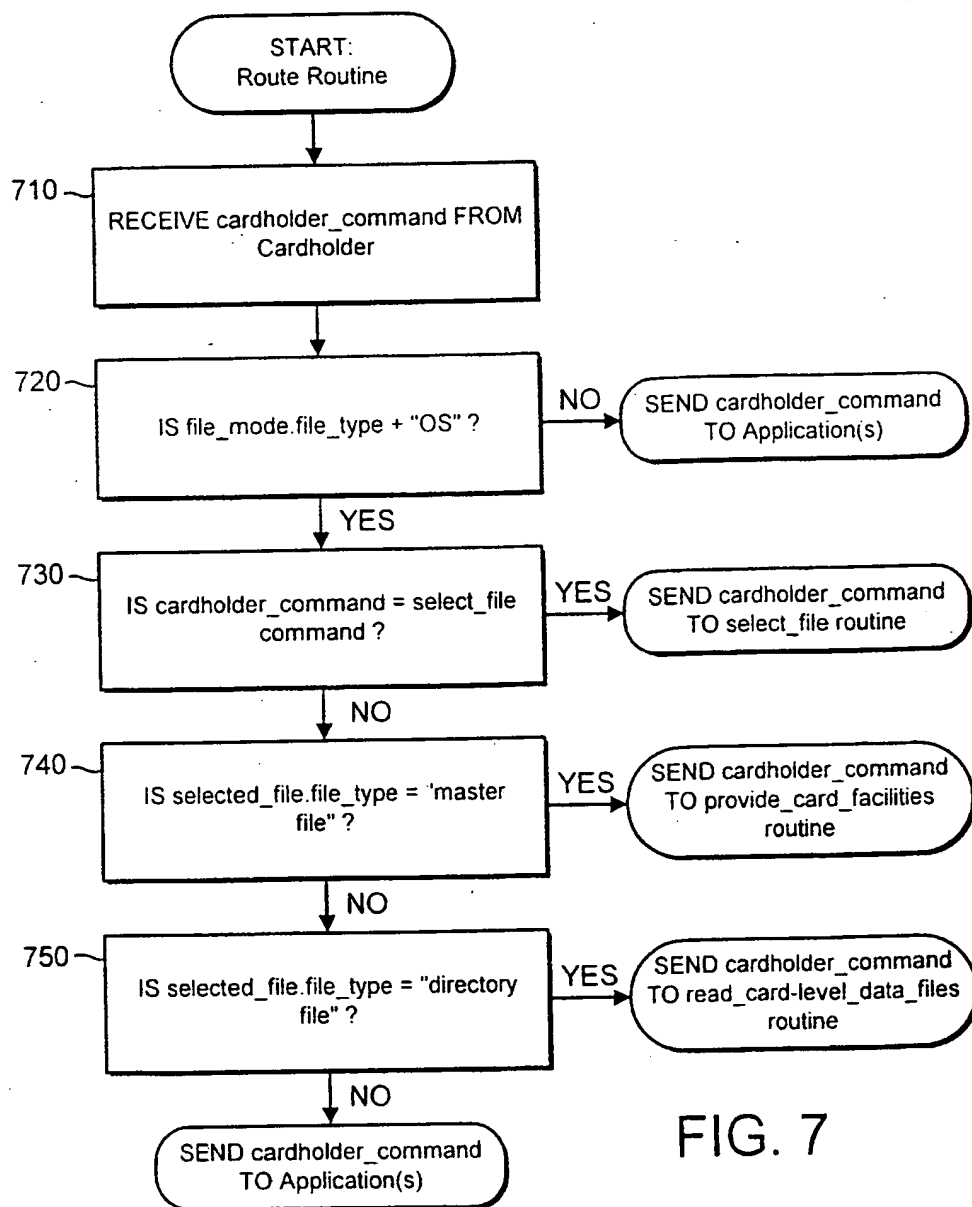 START:
Route Routine
710
RECEIVE cardholder_command FROM
Cardholder
720
IS file_mode.file_type + "OS" ?
NO
SEND cardholder_command
TO Application(s)
YES
730
IS cardholder_command = select_file
command ?
YES
SEND cardholder_command
TO select_file routine
NO
740
IS selected_file.file_type = "master
file" ?
YES
SEND cardholder_command
TO provide_card_facilities
routine
NO
750
IS selected_file.file_type = "directory
file" ?
YES
SEND cardholder_command
TO read_card-level_data_files
routine
NO
SEND cardholder_command
TO Application(s)
FIG. 7